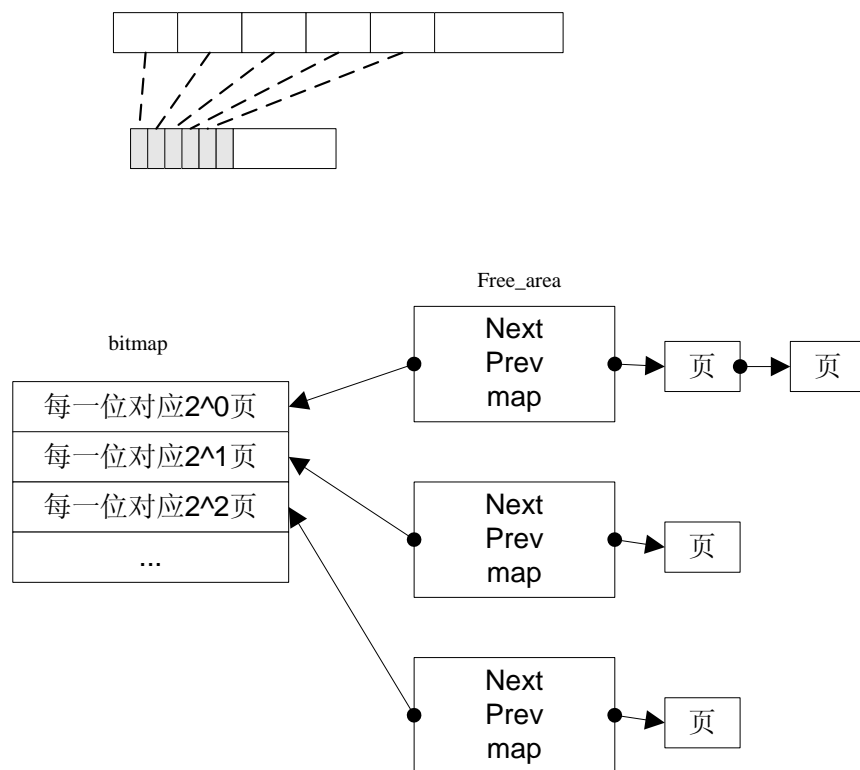 Free_area
bitmap
Next
Prev
map
页
页
每一位对应2^0页
每一位对应2^1页
每一位对应2^2页
...
Next
Prev
map
页
Next
Prev
map
页